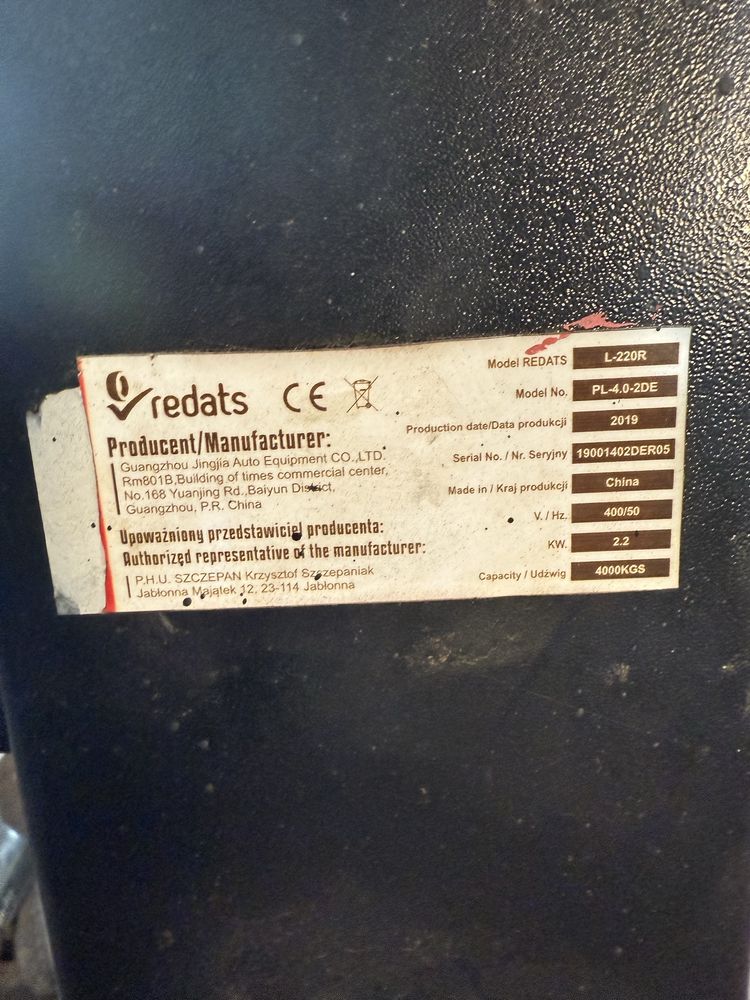 redats CE
Producent/Manufacturer:
Guangzhou Jingjia Auto Equipment CO.,LTD.
Rm801B,Building of times commercial center,
No.168 Yuanjing Rd.,Baiyun District,
Guangzhou, P.R. China
Upoważniony przedstawiciel producenta:
Authorized representative of the manufacturer:
P.H.U. SZCZEPAN Krzysztof Szczepaniak
Jabłonna Majątek 12, 23-114 Jabłonna
Model REDATS L-220R
Model No. PL-4.0-2DE
Production date/Data produkcji 2019
Serial No. / Nr. Seryjny 19001402DER05
Made in / Kraj produkcji China
V. / Hz. 400/50
KW. 2.2
Capacity / Udźwig 4000KGS